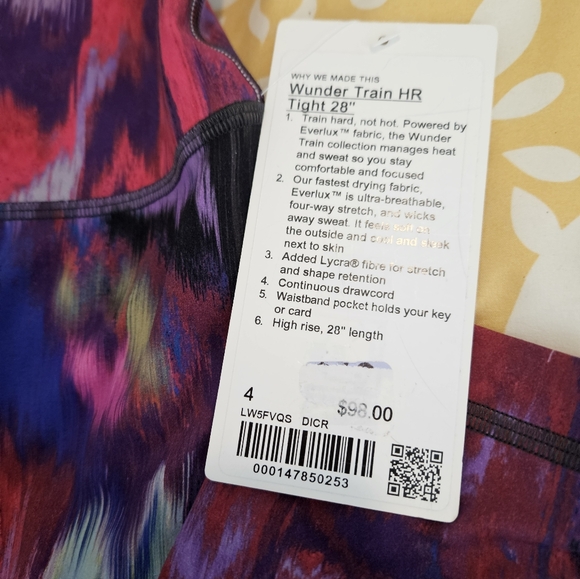 WHY WE MADE THIS
Wunder Train HR
Tight 28"
1. Train hard, not hot. Powered by
Everlux™ fabric, the Wunder
Train collection manages heat
and sweat so you stay
comfortable and focused
2. Our fastest drying fabric,
Everlux™ is ultra-breathable,
four-way stretch, and wicks
away sweat. It feels
the outside and and sleek
next to skin
3. Added Lycra® fibre for stretch
and shape retention
4. Continuous drawcord
5. Waistband pocket holds your key
or card
6. High rise, 28" length
4
$98.00
LW5FVQS DICR
000147850253